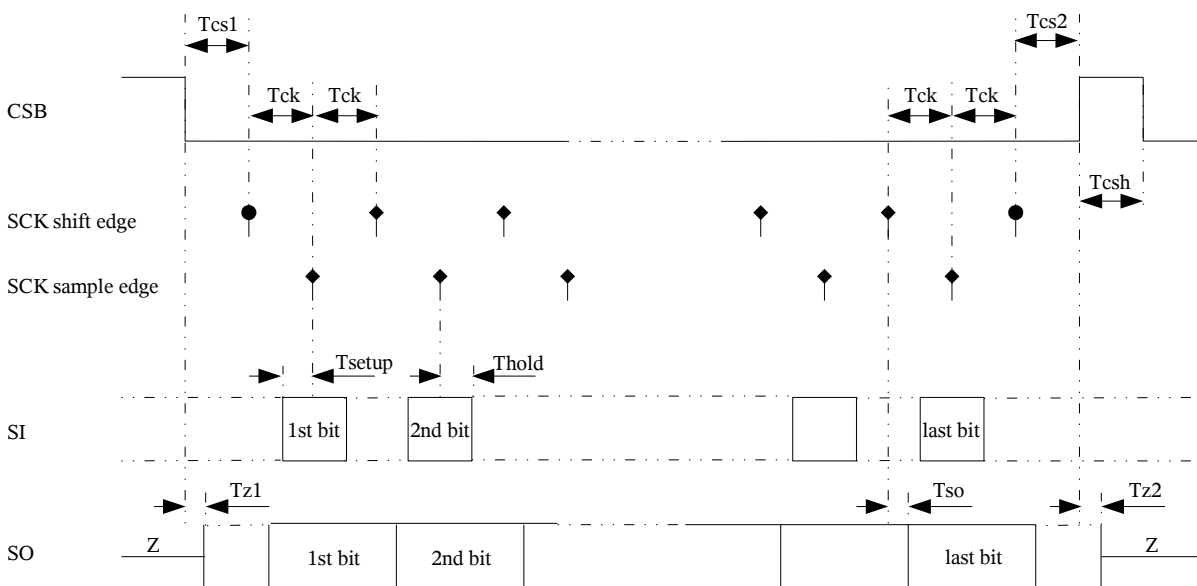 Tcs1
Tcs2
Tck Tck
Tck Tck
CSB
Tcsh
SCK shift edge
SCK sample edge
Tsetup
Thold
SI
1st bit
2nd bit
last bit
Tz1
Tso
Tz2
SO
Z
1st bit
2nd bit
last bit
Z